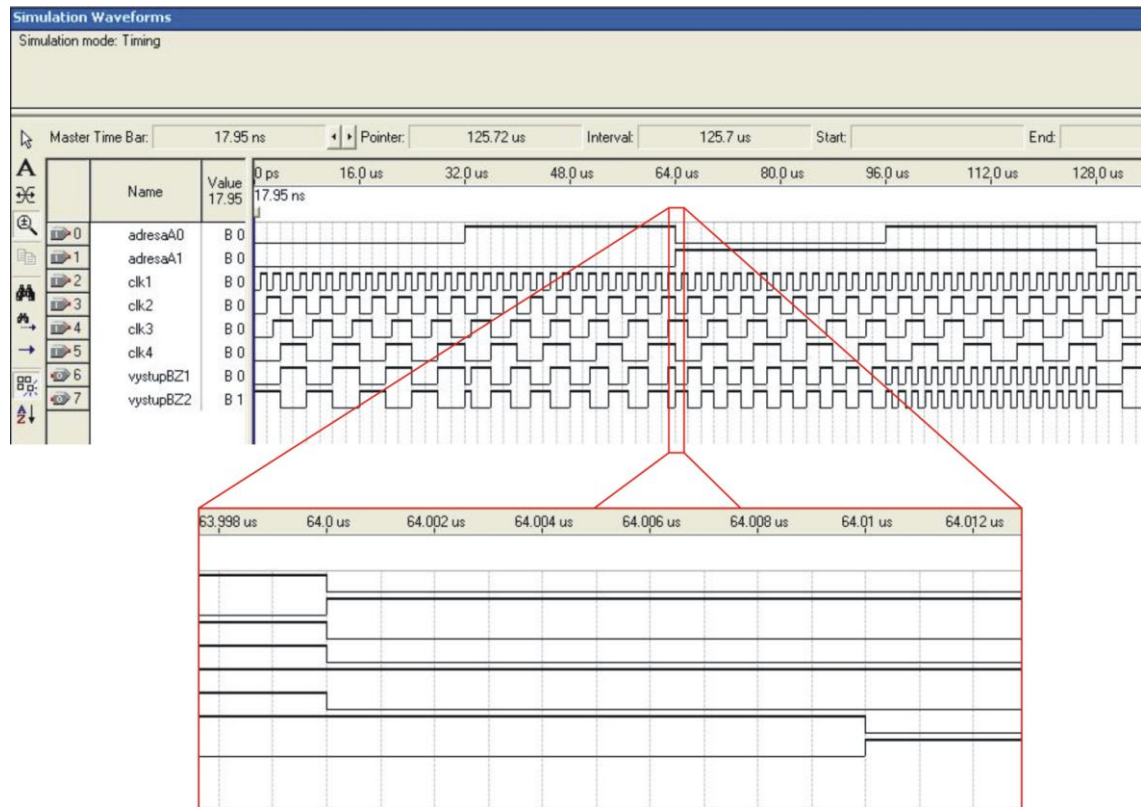 Simulation Waveforms
Simulation mode: Timing
Master Time Bar: 17.95 ns Pointer: 125.72 us Interval: 125.7 us Start: End:
Name Value 17.95
0 ps 16.0 us 32.0 us 48.0 us 64.0 us 80.0 us 96.0 us 112.0 us 128.0 us
17.95 ns
0 adresaA0 B 0
1 adresaA1 B 0
2 clk1 B 0
3 clk2 B 0
4 clk3 B 0
5 clk4 B 0
6 vystupBZ1 B 0
7 vystupBZ2 B 1
63.998 us 64.0 us 64.002 us 64.004 us 64.006 us 64.008 us 64.01 us 64.012 us